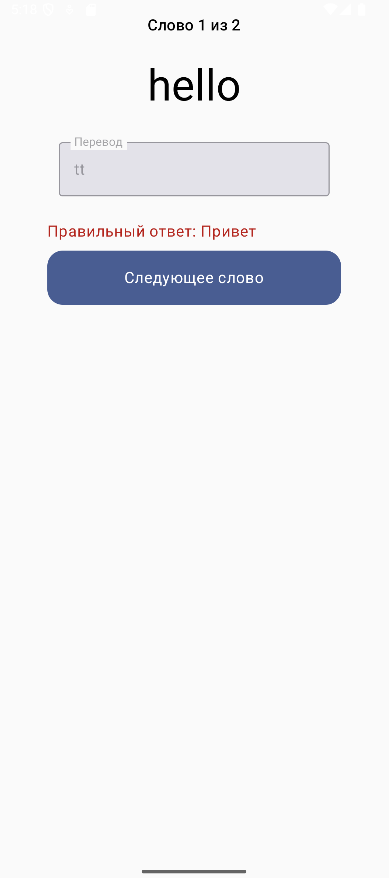 Слово 1 из 2
hello
Перевод
tt
Правильный ответ: Привет
Следующее слово